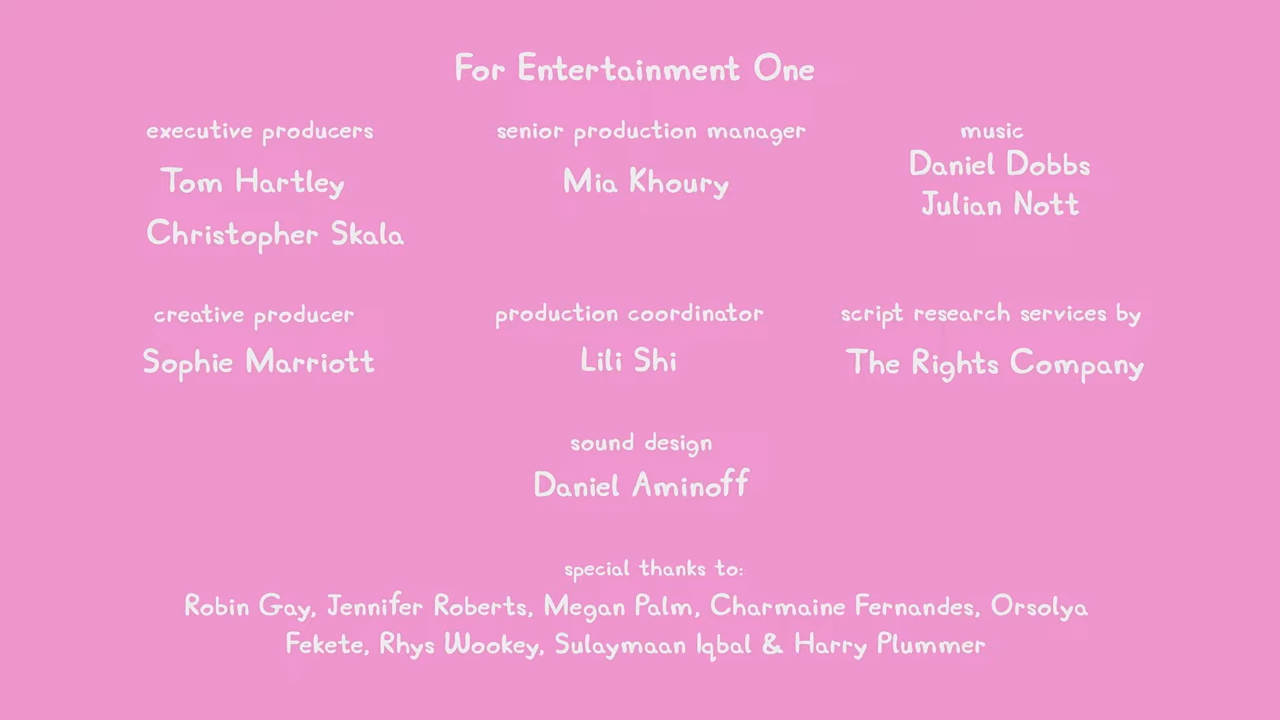 For Entertainment One
executive producers
Tom Hartley
Christopher Skala
senior production manager
Mia Khoury
music
Daniel Dobbs
Julian Nott
creative producer
Sophie Marriott
production coordinator
Lili Shi
script research services by
The Rights Company
sound design
Daniel Aminoff
special thanks to:
Robin Gay, Jennifer Roberts, Megan Palm, Charmaine Fernandes, Orsolya
Fekete, Rhys Wookey, Sulaymaan Iqbal & Harry Plummer